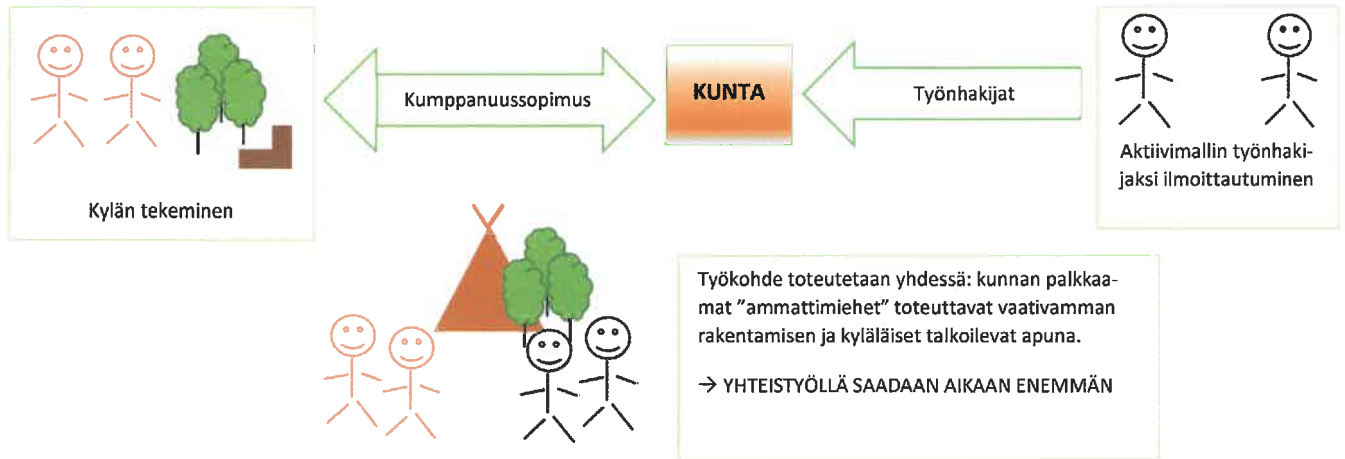 Kylän tekeminen
Kumppanuussopimus
KUNTA
Työnhakijat
Aktiivimallin työnhaki-
jaksi ilmoittautuminen
Työkohde toteutetaan yhdessä: kunnan palkkaa-
mat ”ammattimiehet” toteuttavat vaativamman
rakentamisen ja kyläläiset talkoilevat apuna.
→ YHTEISTYÖLLÄ SAADAAN AIKAAN ENEMMÄN